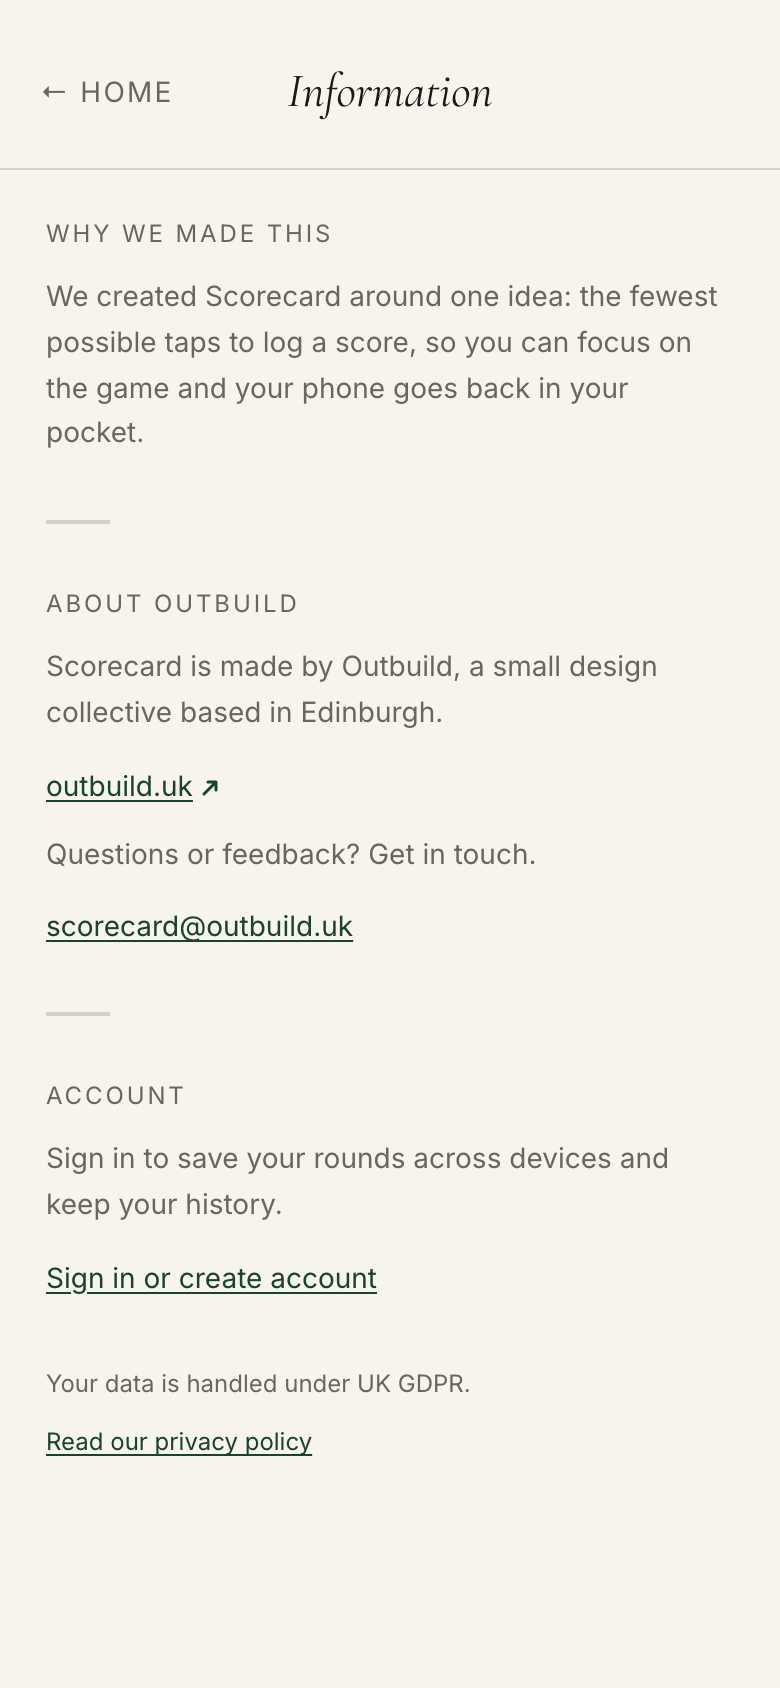 ← HOME
Information
WHY WE MADE THIS
We created Scorecard around one idea: the fewest
possible taps to log a score, so you can focus on
the game and your phone goes back in your
pocket.
ABOUT OUTBUILD
Scorecard is made by Outbuild, a small design
collective based in Edinburgh.
outbuild.uk ↗
Questions or feedback? Get in touch.
scorecard@outbuild.uk
ACCOUNT
Sign in to save your rounds across devices and
keep your history.
Sign in or create account
Your data is handled under UK GDPR.
Read our privacy policy